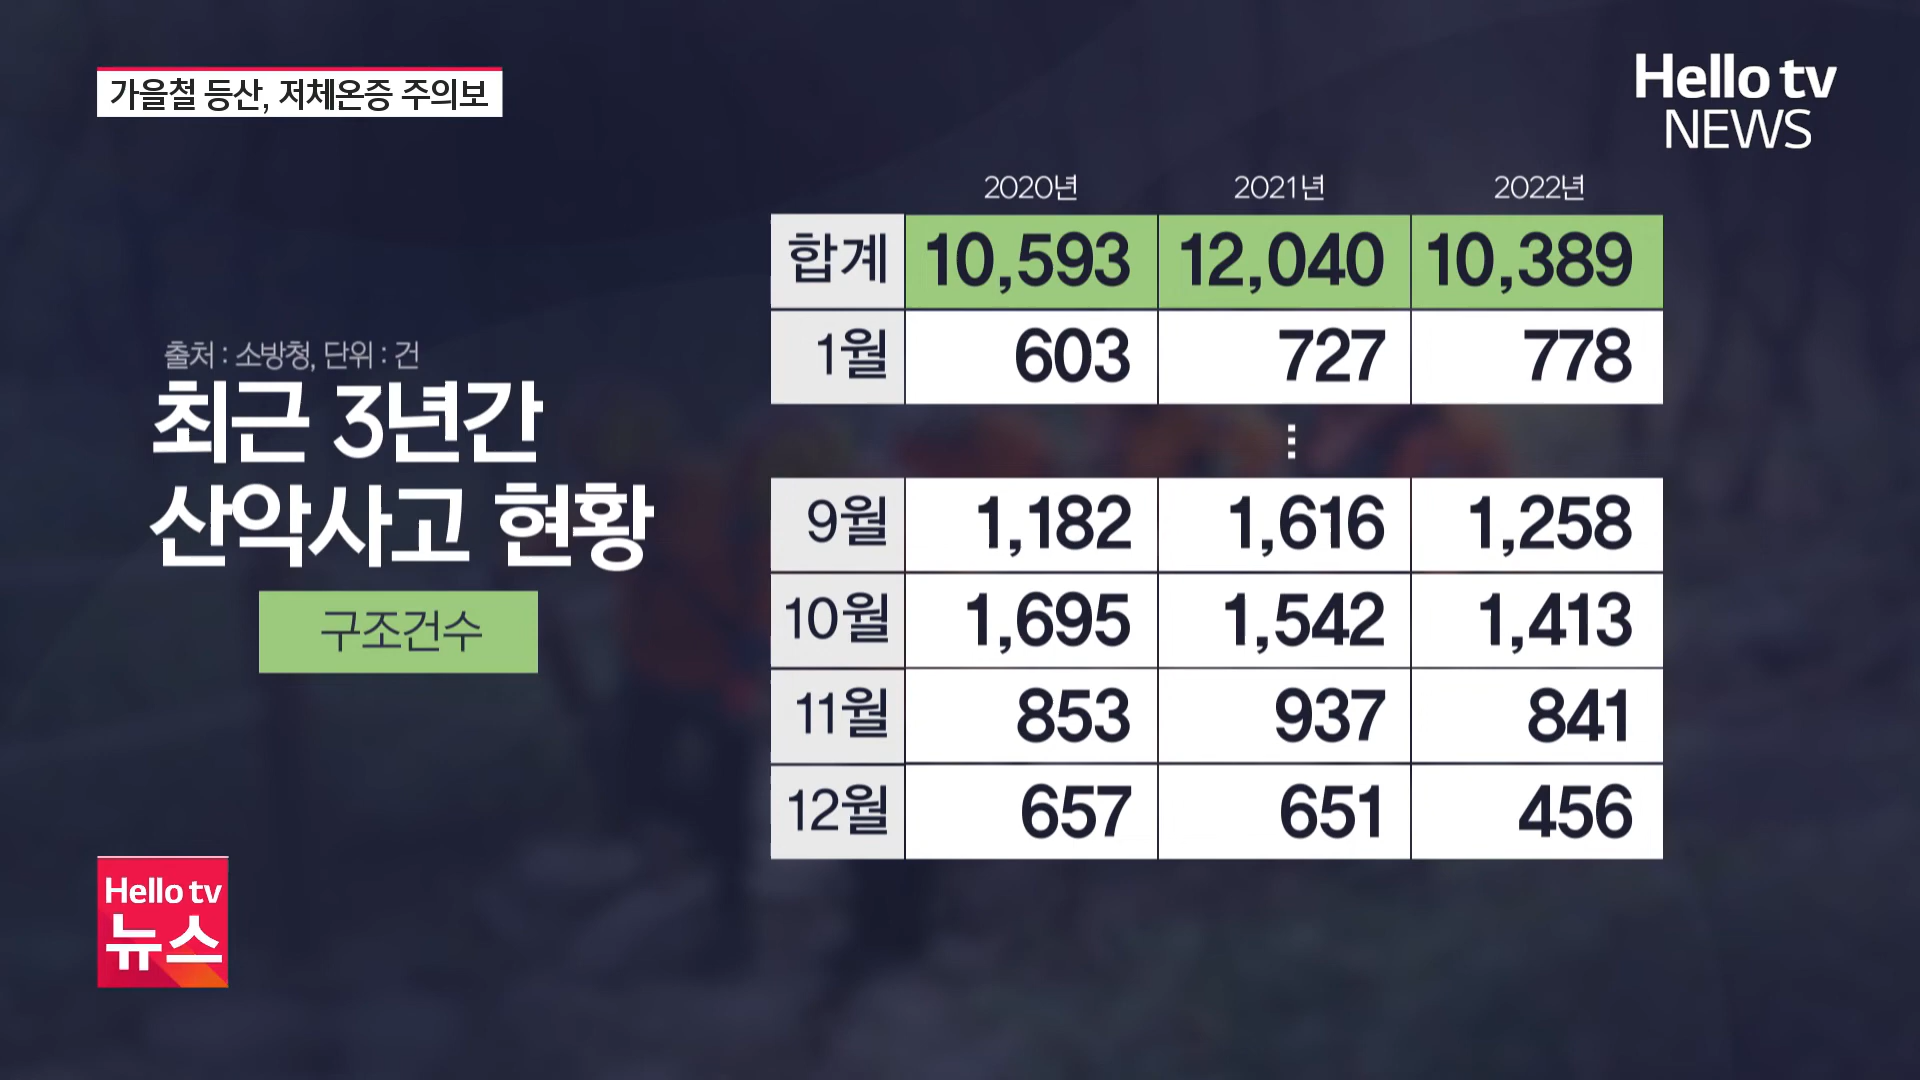 가을철 등산, 저체온증 주의보
Hello tv
NEWS
출처 : 소방청, 단위 : 건
최근 3년간
산악사고 현황
구조건수
2020년 2021년 2022년
합계 10,593 12,040 10,389
1월 603 727 778
⋮
9월 1,182 1,616 1,258
10월 1,695 1,542 1,413
11월 853 937 841
12월 657 651 456
Hello tv
뉴스